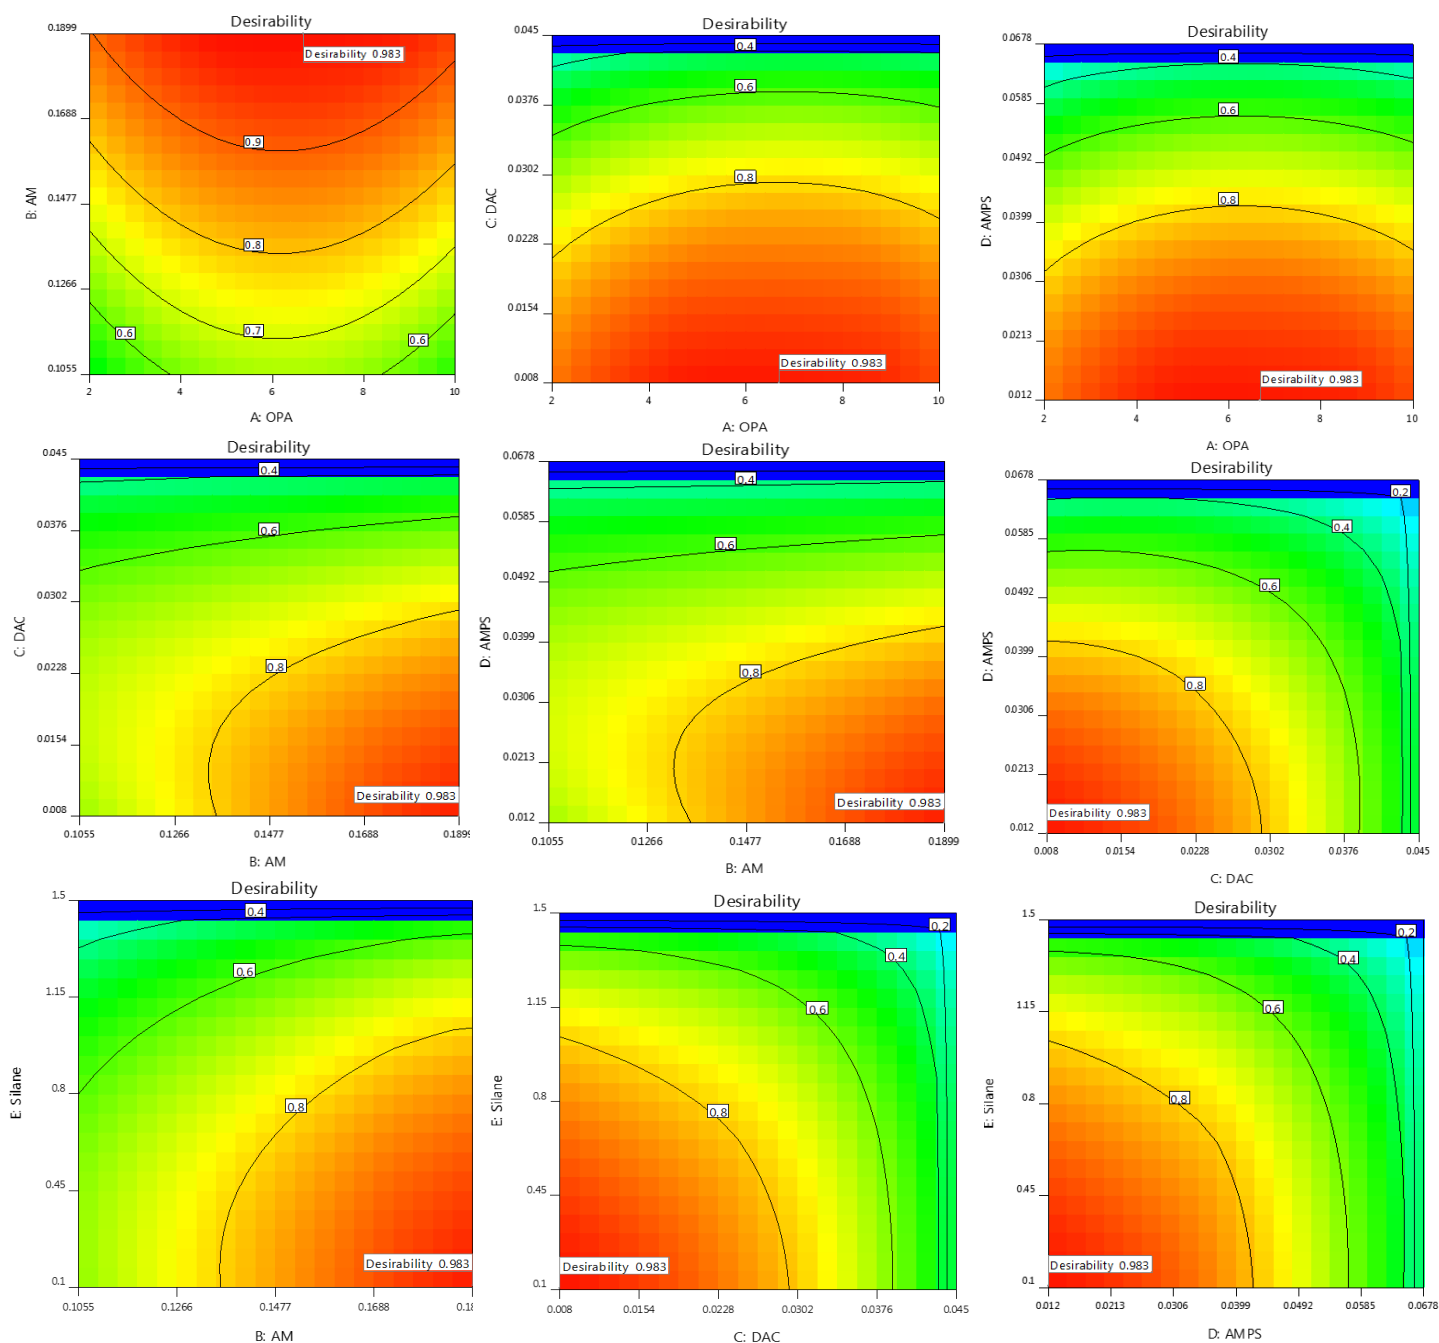 Desirability
0.1899
0.1688
0.1477
0.1266
0.1055
B: AM
Desirability 0.983
0.9
0.8
0.7
0.6
0.6
2 4 6 8 10
A: OPA
Desirability
0.045
0.0376
0.0302
0.0228
0.0154
0.008
C: DAC
0.4
0.6
0.8
Desirability 0.983
2 4 6 8 10
A: OPA
Desirability
0.0678
0.0585
0.0492
0.0399
0.0306
0.0213
0.012
D: AMPS
0.4
0.6
0.8
Desirability 0.983
2 4 6 8 10
A: OPA
Desirability
0.045
0.0376
0.0302
0.0228
0.0154
0.008
C: DAC
0.4
0.6
0.8
Desirability 0.983
0.1055 0.1266 0.1477 0.1688 0.1899
B: AM
Desirability
0.0678
0.0585
0.0492
0.0399
0.0306
0.0213
0.012
D: AMPS
0.4
0.6
0.8
Desirability 0.983
0.1055 0.1266 0.1477 0.1688 0.1899
B: AM
Desirability
0.0678
0.0585
0.0492
0.0399
0.0306
0.0213
0.012
D: AMPS
0.2
0.4
0.6
0.8
Desirability 0.983
0.008 0.0154 0.0228 0.0302 0.0376 0.045
C: DAC
Desirability
1.5
1.15
0.8
0.45
0.1
E: Silane
0.4
0.6
0.8
Desirability 0.983
0.1055 0.1266 0.1477 0.1688 0.18
B: AM
Desirability
1.5
1.15
0.8
0.45
0.1
E: Silane
0.2
0.4
0.6
0.8
Desirability 0.983
0.008 0.0154 0.0228 0.0302 0.0376 0.045
C: DAC
Desirability
1.5
1.15
0.8
0.45
0.1
E: Silane
0.2
0.4
0.6
0.8
Desirability 0.983
0.012 0.0213 0.0306 0.0399 0.0492 0.0585 0.0678
D: AMPS